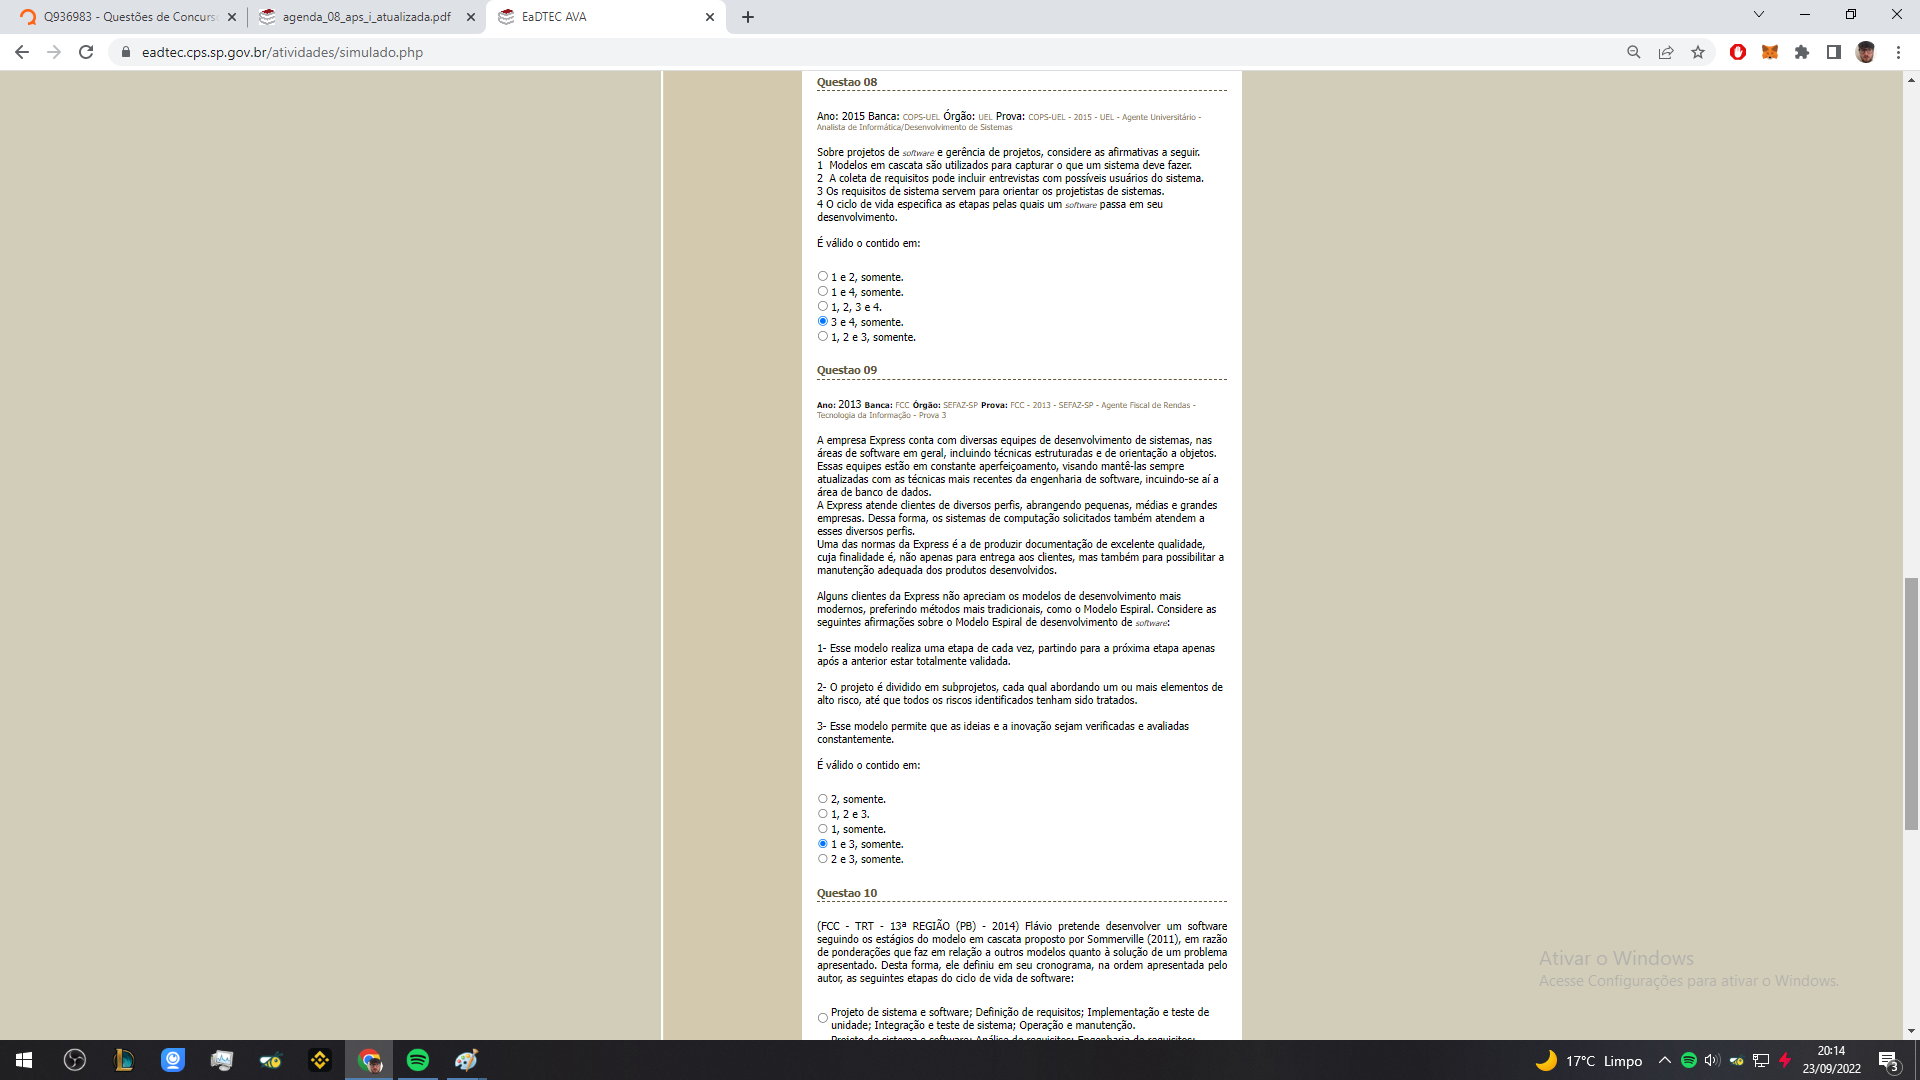 Q936983 - Questões de Concurs
agenda_08_aps_i_atualizada.pdf
EaDTEC AVA
eadtec.cps.sp.gov.br/atividades/simulado.php
Questao 08
Ano: 2015 Banca: COPS-UEL Órgão: UEL Prova: COPS-UEL - 2015 - UEL - Agente Universitário -
Analista de Informática/Desenvolvimento de Sistemas
Sobre projetos de software e gerência de projetos, considere as afirmativas a seguir.
1 Modelos em cascata são utilizados para capturar o que um sistema deve fazer.
2 A coleta de requisitos pode incluir entrevistas com possíveis usuários do sistema.
3 Os requisitos de sistema servem para orientar os projetistas de sistemas.
4 O ciclo de vida especifica as etapas pelas quais um software passa em seu
desenvolvimento.
É válido o contido em:
1 e 2, somente.
1 e 4, somente.
1, 2, 3 e 4.
3 e 4, somente.
1, 2 e 3, somente.
Questao 09
Ano: 2013 Banca: FCC Órgão: SEFAZ-SP Prova: FCC - 2013 - SEFAZ-SP - Agente Fiscal de Rendas -
Tecnologia da Informação - Prova 3
A empresa Express conta com diversas equipes de desenvolvimento de sistemas, nas
áreas de software em geral, incluindo técnicas estruturadas e de orientação a objetos.
Essas equipes estão em constante aperfeiçoamento, visando mantê-las sempre
atualizadas com as técnicas mais recentes da engenharia de software, incuindo-se aí a
área de banco de dados.
A Express atende clientes de diversos perfis, abrangendo pequenas, médias e grandes
empresas. Dessa forma, os sistemas de computação solicitados também atendem a
esses diversos perfis.
Uma das normas da Express é a de produzir documentação de excelente qualidade,
cuja finalidade é, não apenas para entrega aos clientes, mas também para possibilitar a
manutenção adequada dos produtos desenvolvidos.
Alguns clientes da Express não apreciam os modelos de desenvolvimento mais
modernos, preferindo métodos mais tradicionais, como o Modelo Espiral. Considere as
seguintes afirmações sobre o Modelo Espiral de desenvolvimento de software:
1- Esse modelo realiza uma etapa de cada vez, partindo para a próxima etapa apenas
após a anterior estar totalmente validada.
2- O projeto é dividido em subprojetos, cada qual abordando um ou mais elementos de
alto risco, até que todos os riscos identificados tenham sido tratados.
3- Esse modelo permite que as ideias e a inovação sejam verificadas e avaliadas
constantemente.
É válido o contido em:
2, somente.
1, 2 e 3.
1, somente.
1 e 3, somente.
2 e 3, somente.
Questao 10
(FCC - TRT - 13ª REGIÃO (PB) - 2014) Flávio pretende desenvolver um software
seguindo os estágios do modelo em cascata proposto por Sommerville (2011), em razão
de ponderações que faz em relação a outros modelos quanto à solução de um problema
apresentado. Desta forma, ele definiu em seu cronograma, na ordem apresentada pelo
autor, as seguintes etapas do ciclo de vida de software:
Projeto de sistema e software; Definição de requisitos; Implementação e teste de
unidade; Integração e teste de sistema; Operação e manutenção.
Projeto de sistema e software; Análise de requisitos; Engenharia de requisitos;
Ativar o Windows
Acesse Configurações para ativar o Windows.
17°C Limpo
20:14
23/09/2022
3